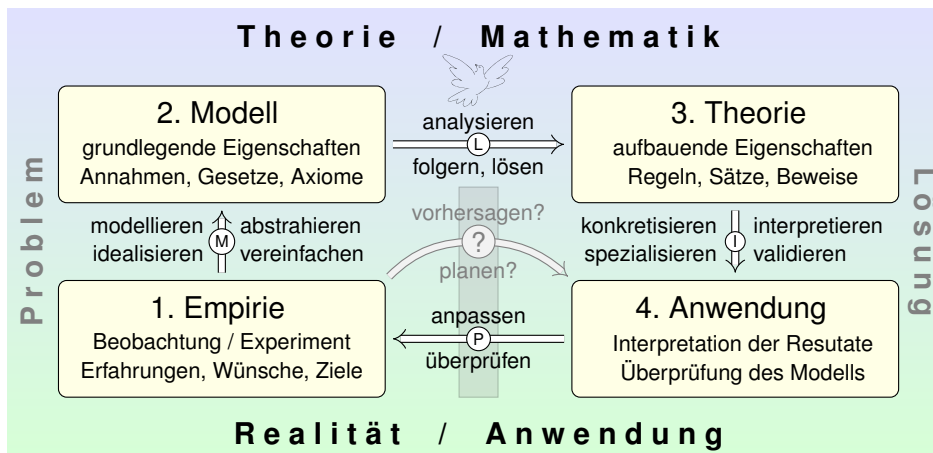 Theorie / Mathematik
2. Modell
grundlegende Eigenschaften
Annahmen, Gesetze, Axiome
analysieren
L
folgern, lösen
3. Theorie
aufbauende Eigenschaften
Regeln, Sätze, Beweise
Problem
Lösung
modellieren
idealisieren
M
abstrahieren
vereinfachen
vorhersagen?
?
planen?
konkretisieren
spezialisieren
I
interpretieren
validieren
1. Empirie
Beobachtung / Experiment
Erfahrungen, Wünsche, Ziele
anpassen
P
überprüfen
4. Anwendung
Interpretation der Resutate
Überprüfung des Modells
Realität / Anwendung